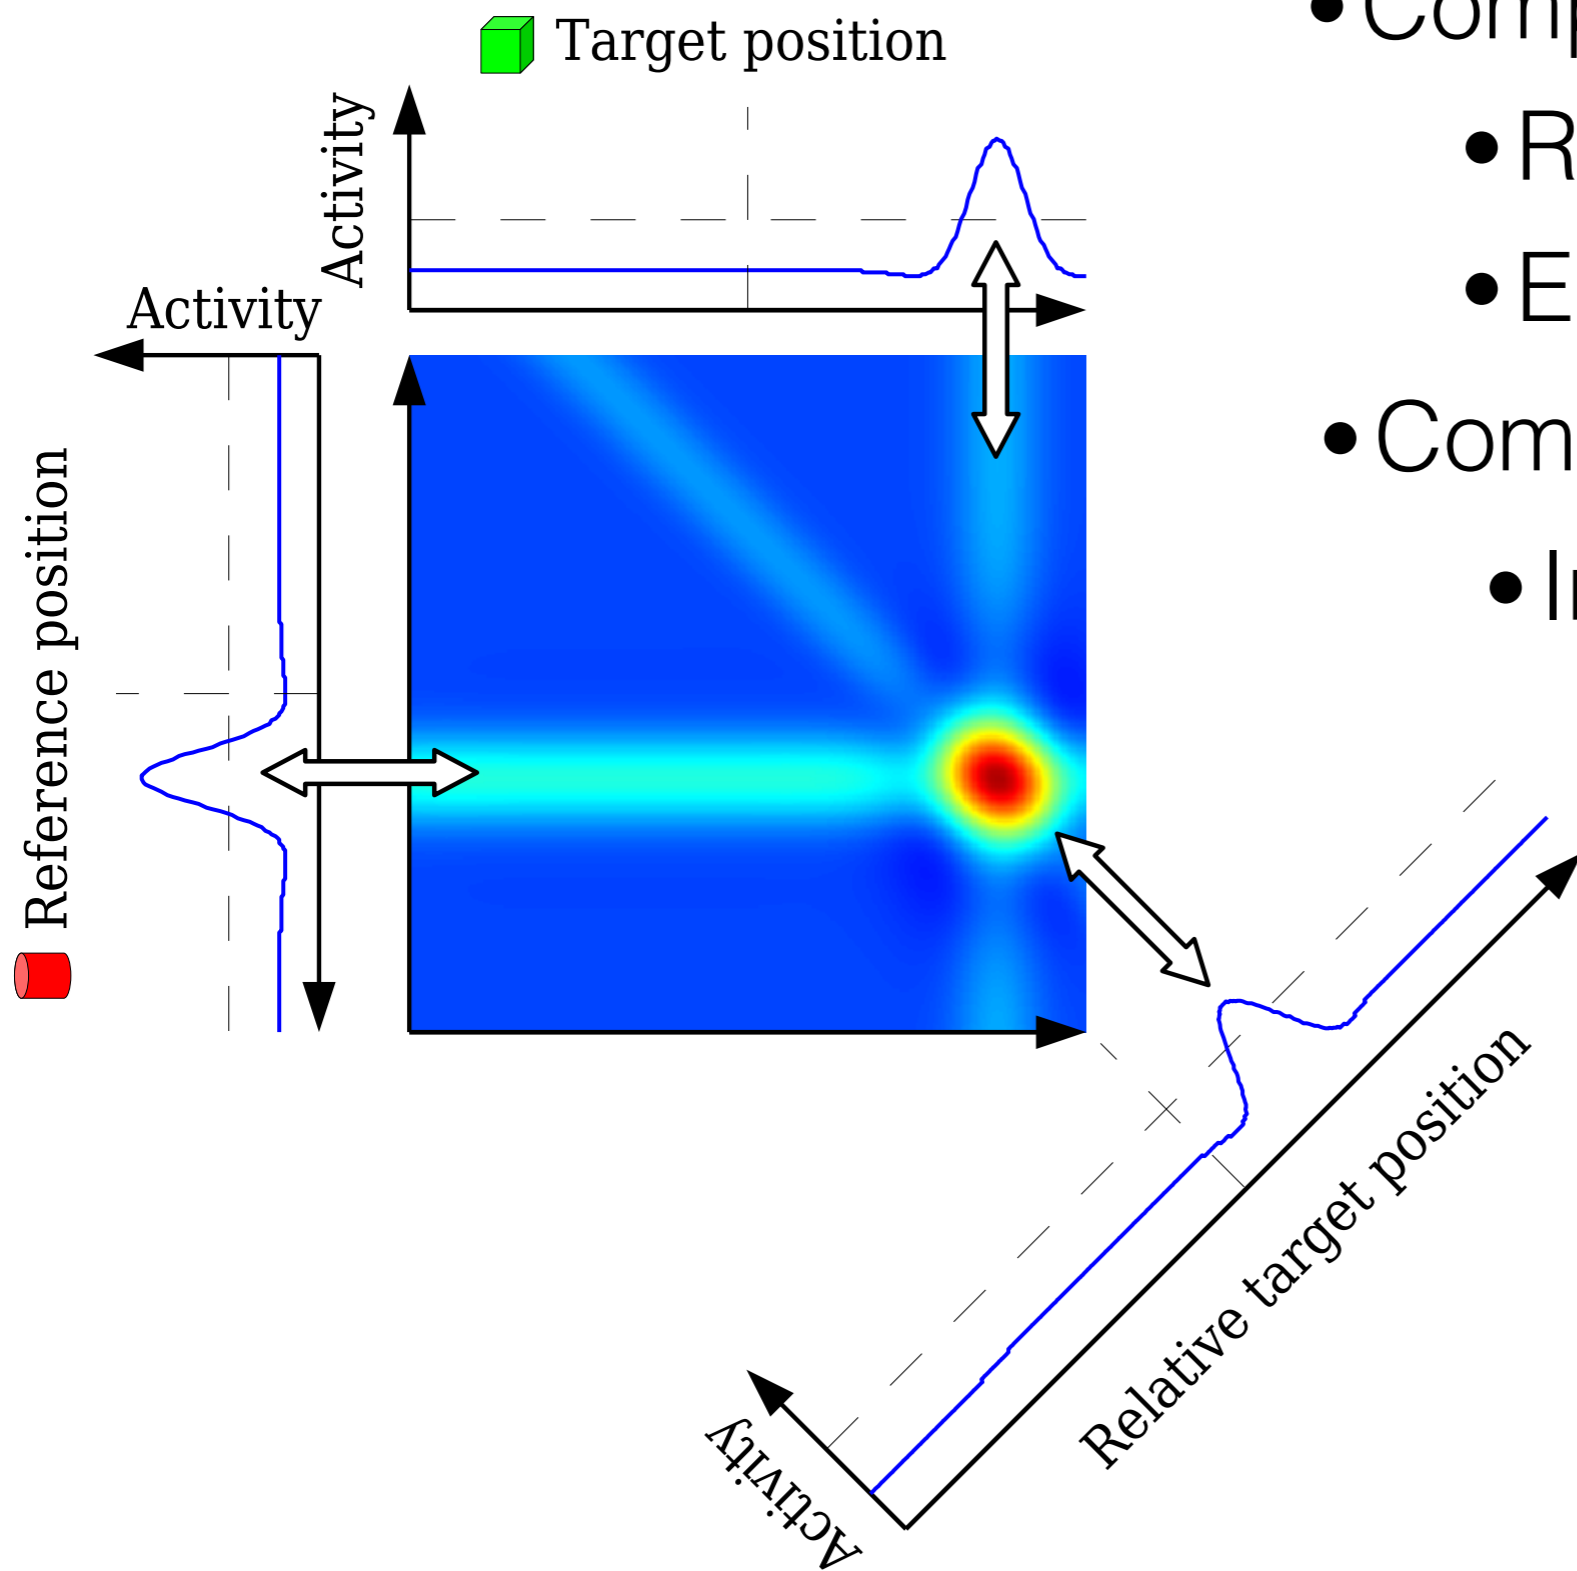 Target position
Activity
Activity
Reference position
Relative target position
Activity